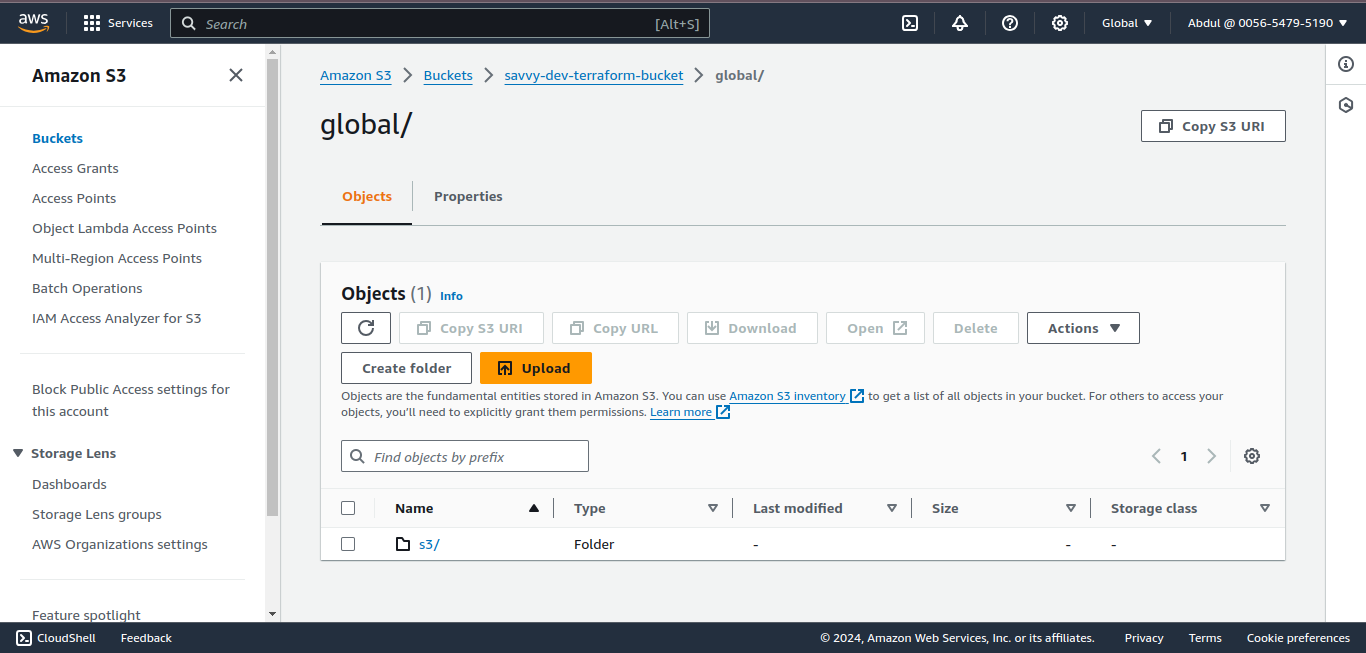 aws Services Search [Alt+S] Global Abdul @ 0056-5479-5190
Amazon S3
Buckets
Access Grants
Access Points
Object Lambda Access Points
Multi-Region Access Points
Batch Operations
IAM Access Analyzer for S3
Block Public Access settings for
this account
Storage Lens
Dashboards
Storage Lens groups
AWS Organizations settings
Feature spotlight
Amazon S3 > Buckets > savvy-dev-terraform-bucket > global/
global/
Copy S3 URI
Objects Properties
Objects (1) Info
Copy S3 URI Copy URL Download Open Delete Actions
Create folder Upload
Objects are the fundamental entities stored in Amazon S3. You can use Amazon S3 inventory to get a list of all objects in your bucket. For others to access your
objects, you’ll need to explicitly grant them permissions. Learn more
Find objects by prefix 1
Name Type Last modified Size Storage class
s3/ Folder - - -
CloudShell Feedback © 2024, Amazon Web Services, Inc. or its affiliates. Privacy Terms Cookie preferences